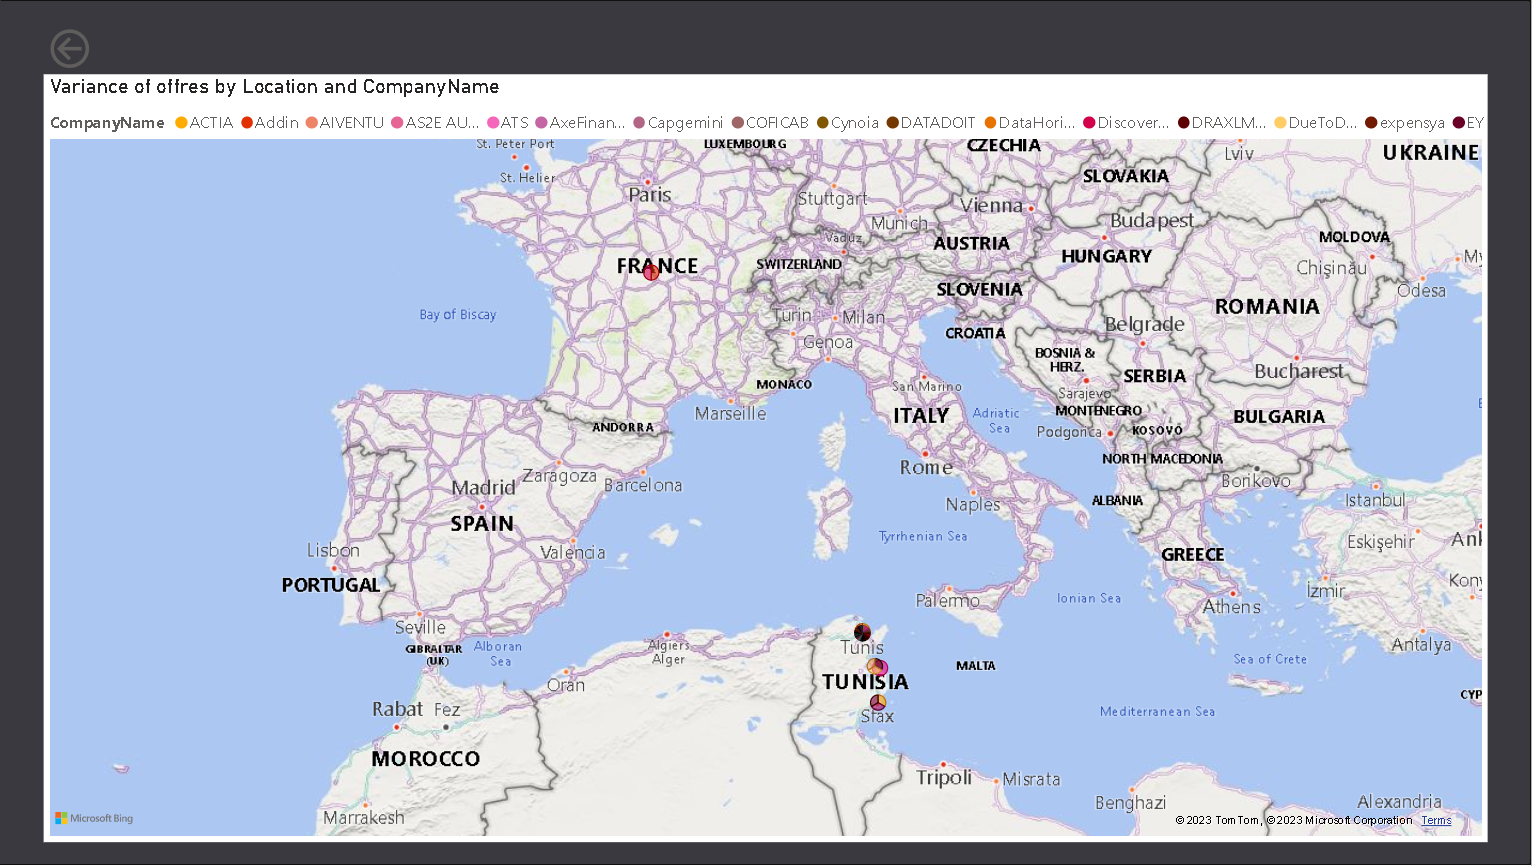 Variance of offres by Location and CompanyName
CompanyName ACTIA Addin AIVENTU AS2E AU... ATS AxeFinan... Capgemini COFICAB Cynoia DATADOIT DataHori... Discover... DRAXLM... DueToD... expensya EY
St. Peter Port
LUXEMBOURG
CZECHIA
Lviv
UKRAINE
St. Helier
Paris
Stuttgart
SLOVAKIA
Vienna
Munich
Budapest
Vaduz
AUSTRIA
MOLDOVA
FRANCE
SWITZERLAND
HUNGARY
Chișinău
My
SLOVENIA
Odesa
Bay of Biscay
Turin
Milan
ROMANIA
CROATIA
Belgrade
Genoa
BOSNIA &
HERZ.
SERBIA
Bucharest
MONACO
San Marino
Sarajevo
Marseille
ITALY
Adriatic
Sea
MONTENEGRO
BULGARIA
ANDORRA
Podgorica
KOSOVO
NORTH MACEDONIA
Rome
Zaragoza
Barcelona
Borikovo
Madrid
Naples
ALBANIA
Istanbul
SPAIN
Tyrrhenian Sea
Eskişehir
Ank
Lisbon
Valencia
GREECE
PORTUGAL
Kony
İzmir
Palermo
Ionian Sea
Athens
Seville
Tunis
Antalya
GIBRALTAR
(UK)
Alboran
Sea
Algiers
Alger
MALTA
Sea of Crete
Oran
TUNISIA
CYP
Rabat
Fez
Sfax
Mediterranean Sea
MOROCCO
Tripoli
Misrata
Benghazi
Alexandria
Marrakesh
Microsoft Bing
© 2023 TomTom, © 2023 Microsoft Corporation Terms